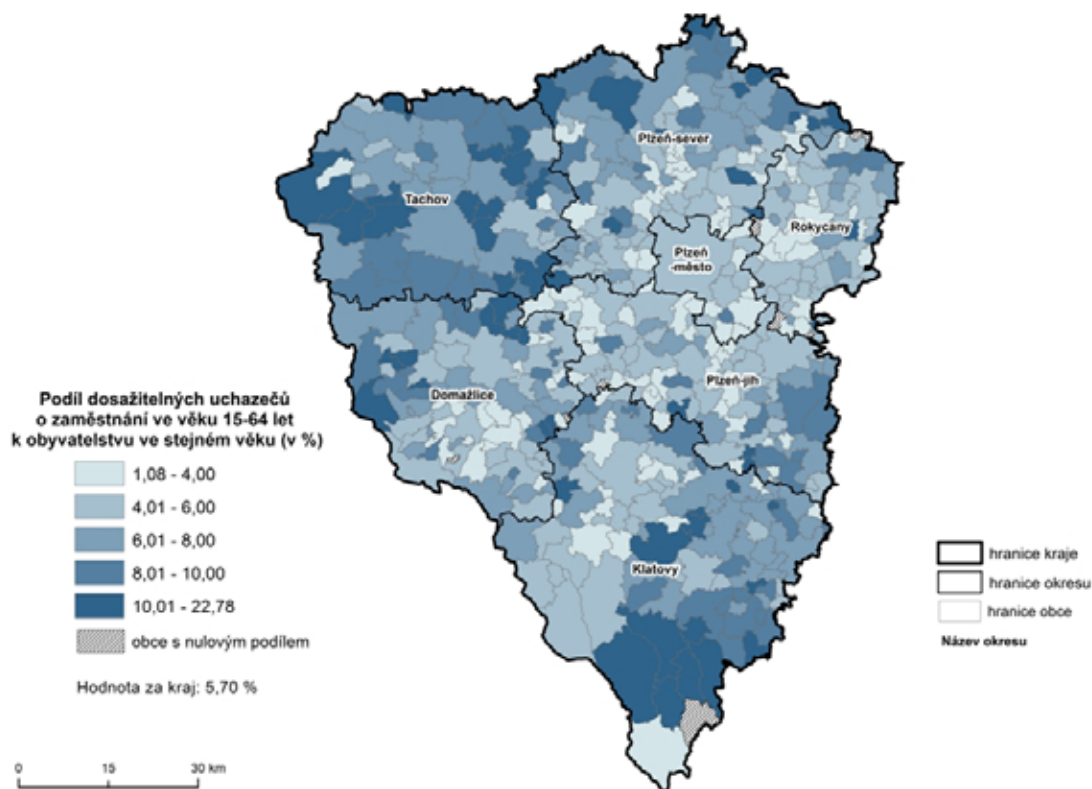 Plzeň-sever
Tachov
Rokycany
Plzeň
-město
Domažlice
Plzeň-jih
Klatovy
Podíl dosažitelných uchazečů
o zaměstnání ve věku 15-64 let
k obyvatelstvu ve stejném věku (v %)
1,08 - 4,00
4,01 - 6,00
6,01 - 8,00
8,01 - 10,00
10,01 - 22,78
obce s nulovým podílem
Hodnota za kraj: 5,70 %
hranice kraje
hranice okresu
hranice obce
Název okresu
0 15 30 km